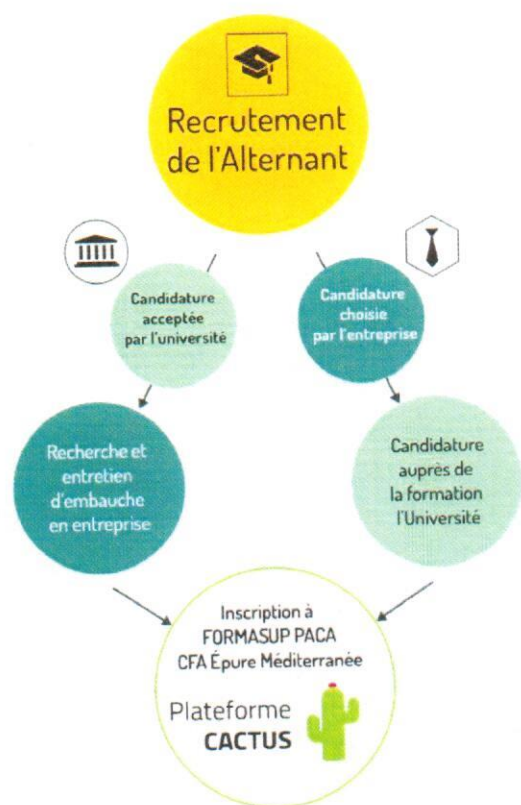 Recrutement
de l'Alternant
Candidature
acceptée
par l'université
Candidature
choisie
par l'entreprise
Recherche et
entretien
d'embauche
en entreprise
Candidature
auprès de
la formation
l'Université
Inscription à
FORMASUP PACA
CFA Épure Méditerranée
Plateforme
CACTUS